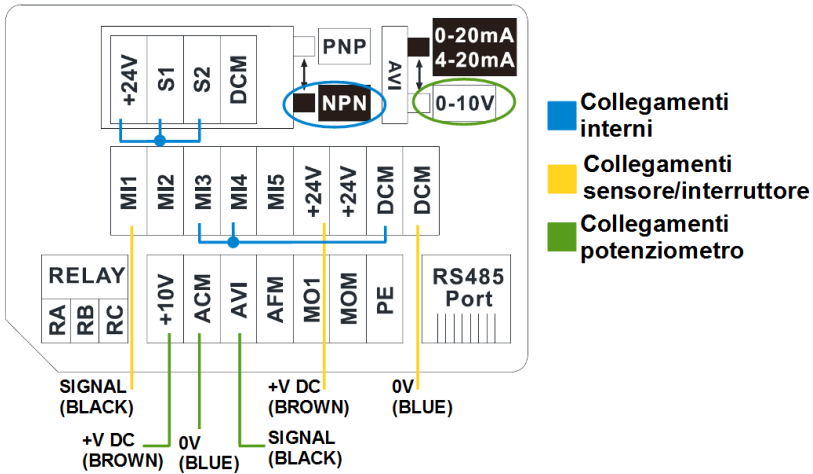 +24V
S1
S2
DCM
PNP
NPN
AVI
0-20mA
4-20mA
0-10V
Collegamenti
interni
Collegamenti
sensore/interruttore
Collegamenti
potenziometro
MI1
MI2
MI3
MI4
MI5
+24V
+24V
DCM
DCM
RELAY
RA
RB
RC
+10V
ACM
AVI
AFM
MO1
MOM
PE
RS485
Port
SIGNAL
(BLACK)
+V DC
(BROWN)
0V
(BLUE)
+V DC
(BROWN)
0V
(BLUE)
SIGNAL
(BLACK)